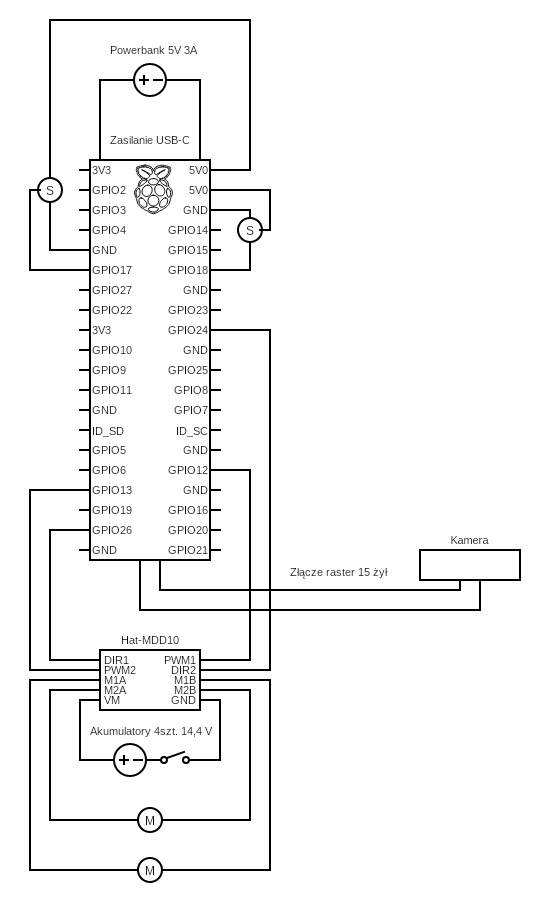 Powerbank 5V 3A
Zasilanie USB-C
3V3 5V0
S GPIO2 5V0
GPIO3 GND
GPIO4 GPIO14 S
GND GPIO15
GPIO17 GPIO18
GPIO27 GND
GPIO22 GPIO23
3V3 GPIO24
GPIO10 GND
GPIO9 GPIO25
GPIO11 GPIO8
GND GPIO7
ID_SD ID_SC
GPIO5 GND
GPIO6 GPIO12
GPIO13 GND
GPIO19 GPIO16
GPIO26 GPIO20
GND GPIO21
Kamera
Złącze raster 15 żył
Hat-MDD10
DIR1 PWM1
PWM2 DIR2
M1A M1B
M2A M2B
VM GND
Akumulatory 4szt. 14,4 V
M
M